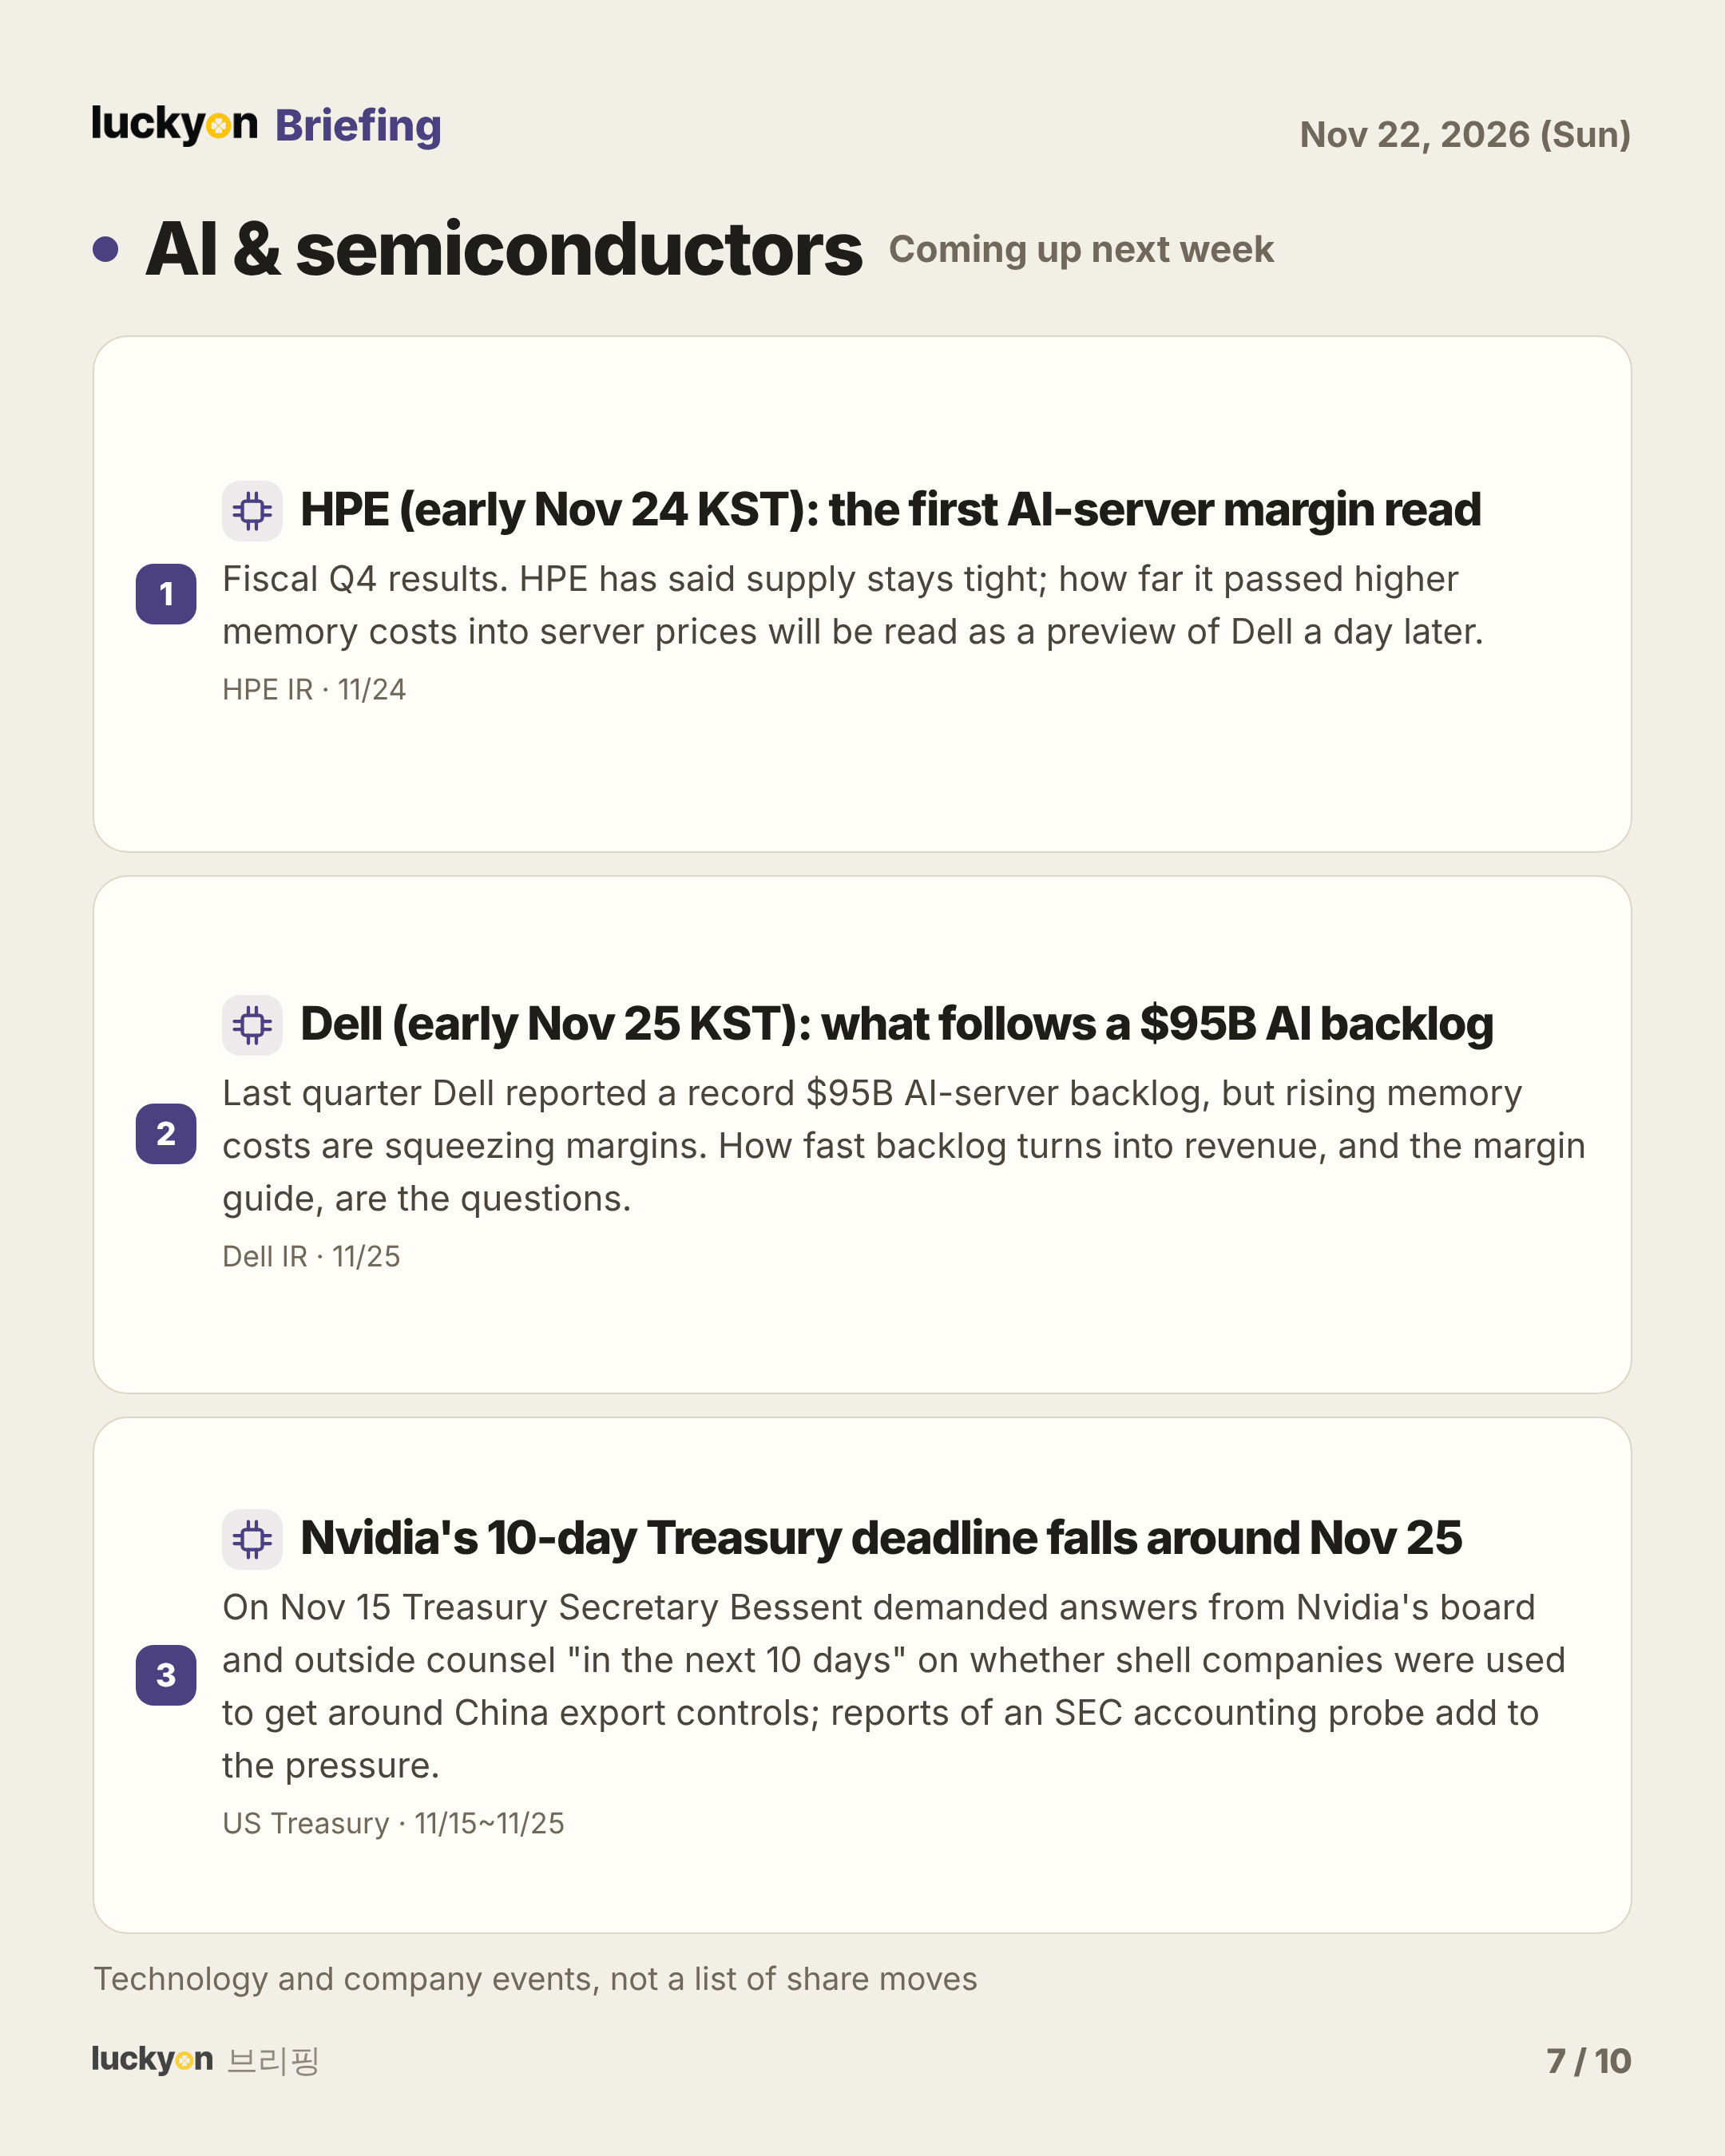 luckyon Briefing
Nov 22, 2026 (Sun)
AI & semiconductors Coming up next week
HPE (early Nov 24 KST): the first AI-server margin read
1
Fiscal Q4 results. HPE has said supply stays tight; how far it passed higher
memory costs into server prices will be read as a preview of Dell a day later.
HPE IR · 11/24
Dell (early Nov 25 KST): what follows a $95B AI backlog
2
Last quarter Dell reported a record $95B AI-server backlog, but rising memory
costs are squeezing margins. How fast backlog turns into revenue, and the margin
guide, are the questions.
Dell IR · 11/25
Nvidia's 10-day Treasury deadline falls around Nov 25
3
On Nov 15 Treasury Secretary Bessent demanded answers from Nvidia's board
and outside counsel "in the next 10 days" on whether shell companies were used
to get around China export controls; reports of an SEC accounting probe add to
the pressure.
US Treasury · 11/15~11/25
Technology and company events, not a list of share moves
luckyon 브리핑
7 / 10